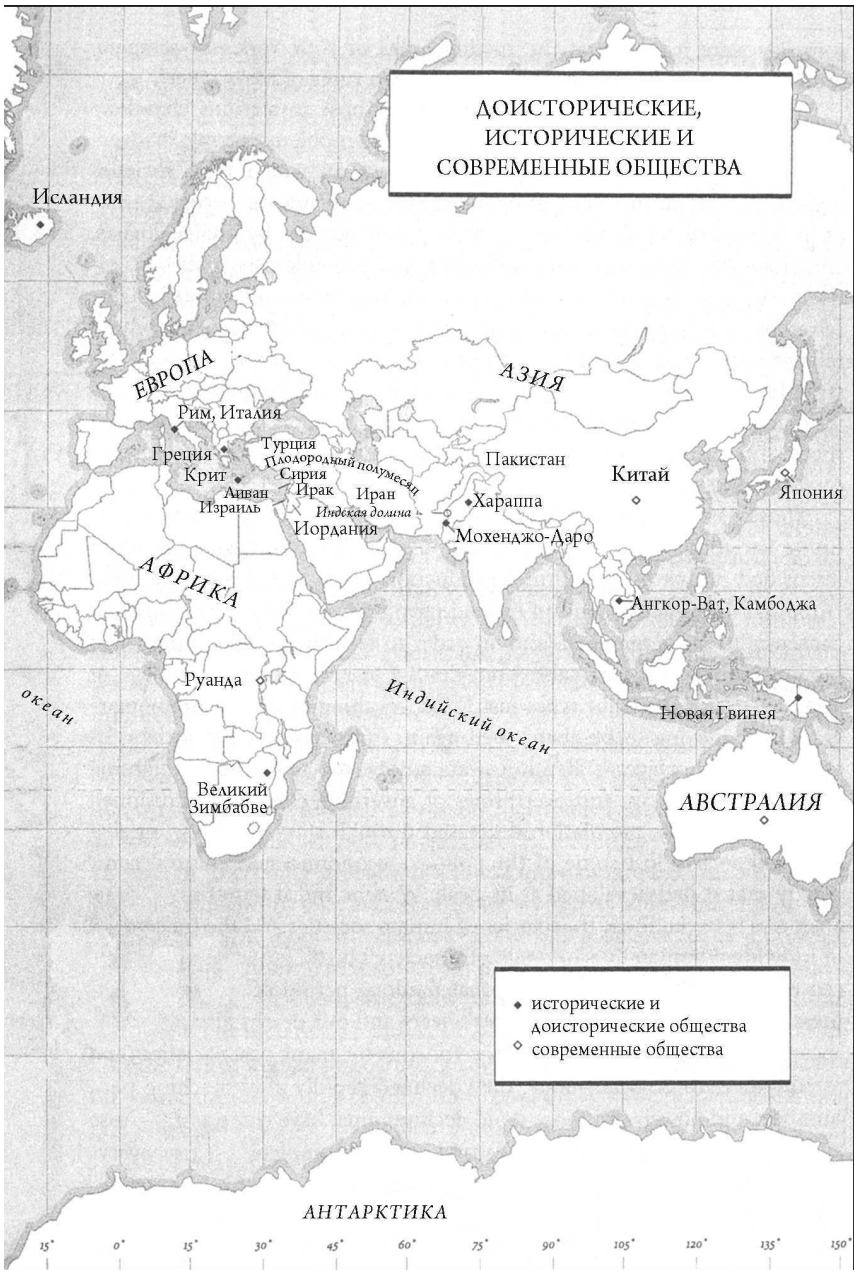 ДОИСТОРИЧЕСКИЕ,
ИСТОРИЧЕСКИЕ И
СОВРЕМЕННЫЕ ОБЩЕСТВА
Исландия
ЕВРОПА
АЗИЯ
Рим, Италия
Греция
Турция
Плодородный полумесяц
Крит
Сирия
Ливан
Ирак
Иран
Израиль
Индская долина
Иордания
Пакистан
Хараппа
Мохенджо-Даро
Китай
Япония
АФРИКА
Ангкор-Ват, Камбоджа
Руанда
океан
Индийский океан
Новая Гвинея
Великий
Зимбабве
АВСТРАЛИЯ
исторические и
доисторические общества
современные общества
АНТАРКТИКА
15° 0° 15° 30° 45° 60° 75° 90° 105° 120° 135° 150°